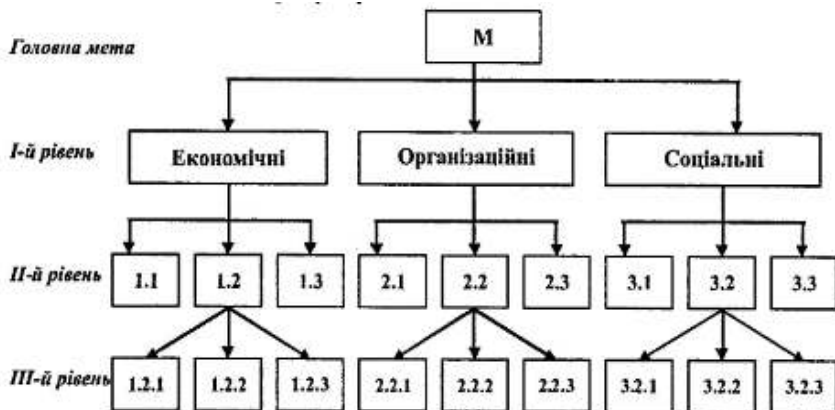 М
Головна мета
І-й рівень
Економічні
Організаційні
Соціальні
ІІ-й рівень
1.1
1.2
1.3
2.1
2.2
2.3
3.1
3.2
3.3
ІІІ-й рівень
1.2.1
1.2.2
1.2.3
2.2.1
2.2.2
2.2.3
3.2.1
3.2.2
3.2.3